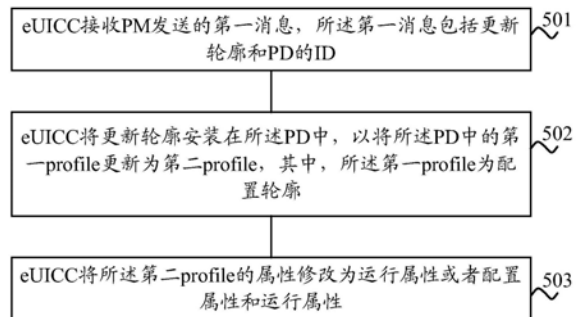 eUICC接收PM发送的第一消息，所述第一消息包括更新
轮廓和PD的ID
501
eUICC将更新轮廓安装在所述PD中，以将所述PD中的第
一profile更新为第二profile，其中，所述第一profile为配
置轮廓
502
eUICC将所述第二profile的属性修改为运行属性或者配置
属性和运行属性
503